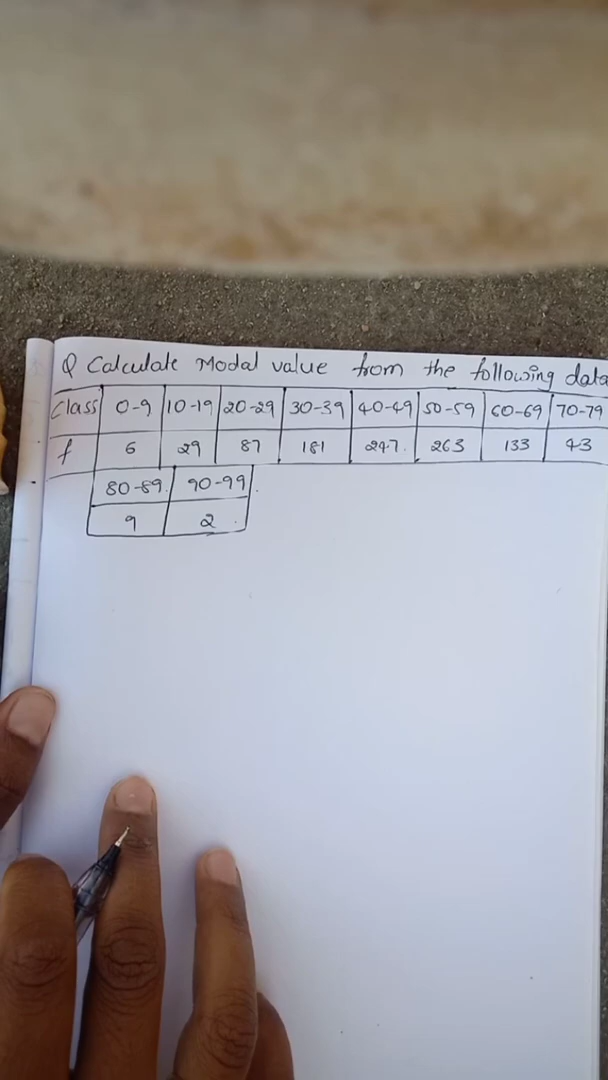 Q Calculate Modal value from the following data
Class 0-9 10-19 20-29 30-39 40-49 50-59 60-69 70-79
f 6 29 87 181 247. 263 133 43
80-89. 90-99.
9 2.